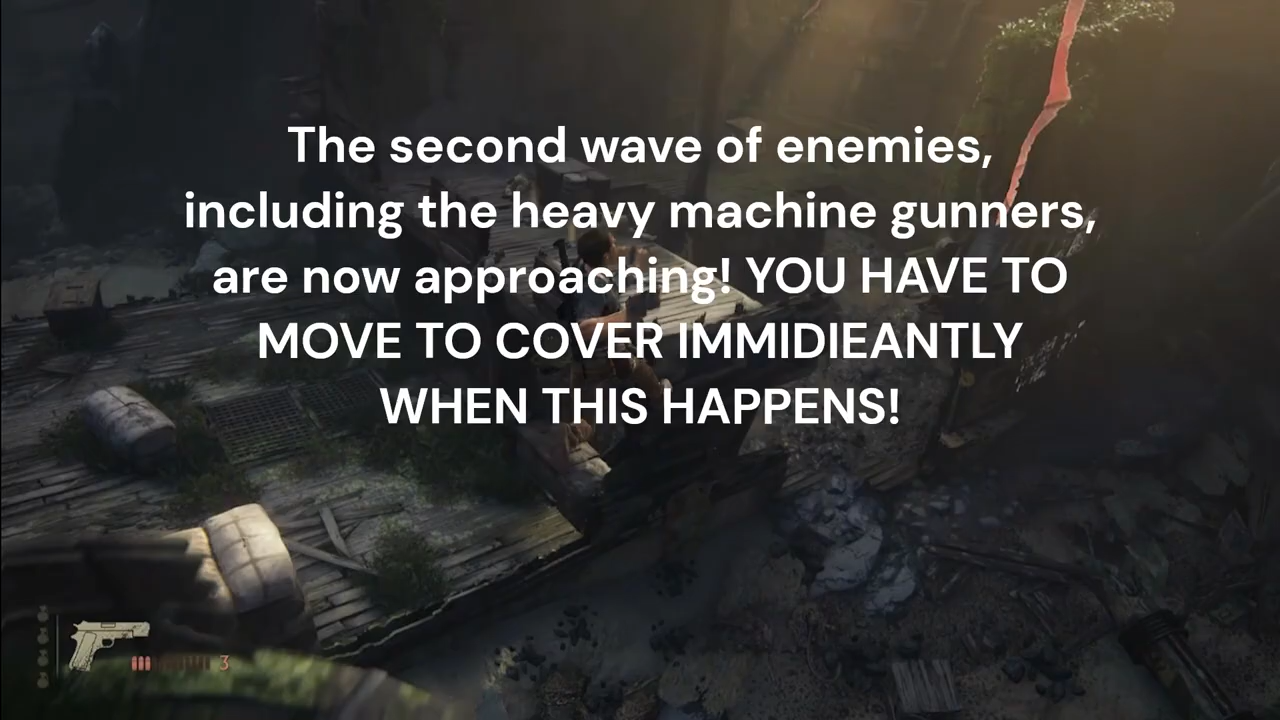 The second wave of enemies,
including the heavy machine gunners,
are now approaching! YOU HAVE TO
MOVE TO COVER IMMIDIEANTLY
WHEN THIS HAPPENS!
3